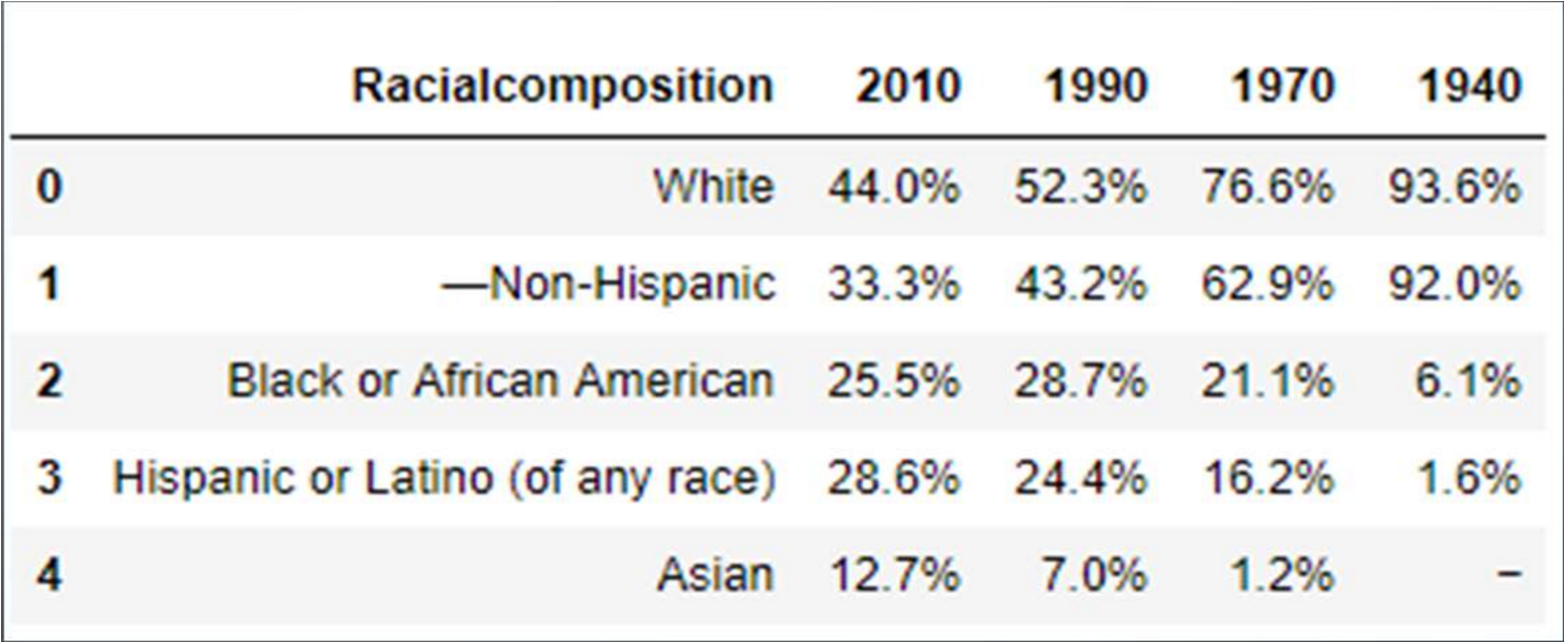 Racialcomposition 2010 1990 1970 1940
0 White 44.0% 52.3% 76.6% 93.6%
1 —Non-Hispanic 33.3% 43.2% 62.9% 92.0%
2 Black or African American 25.5% 28.7% 21.1% 6.1%
3 Hispanic or Latino (of any race) 28.6% 24.4% 16.2% 1.6%
4 Asian 12.7% 7.0% 1.2% –